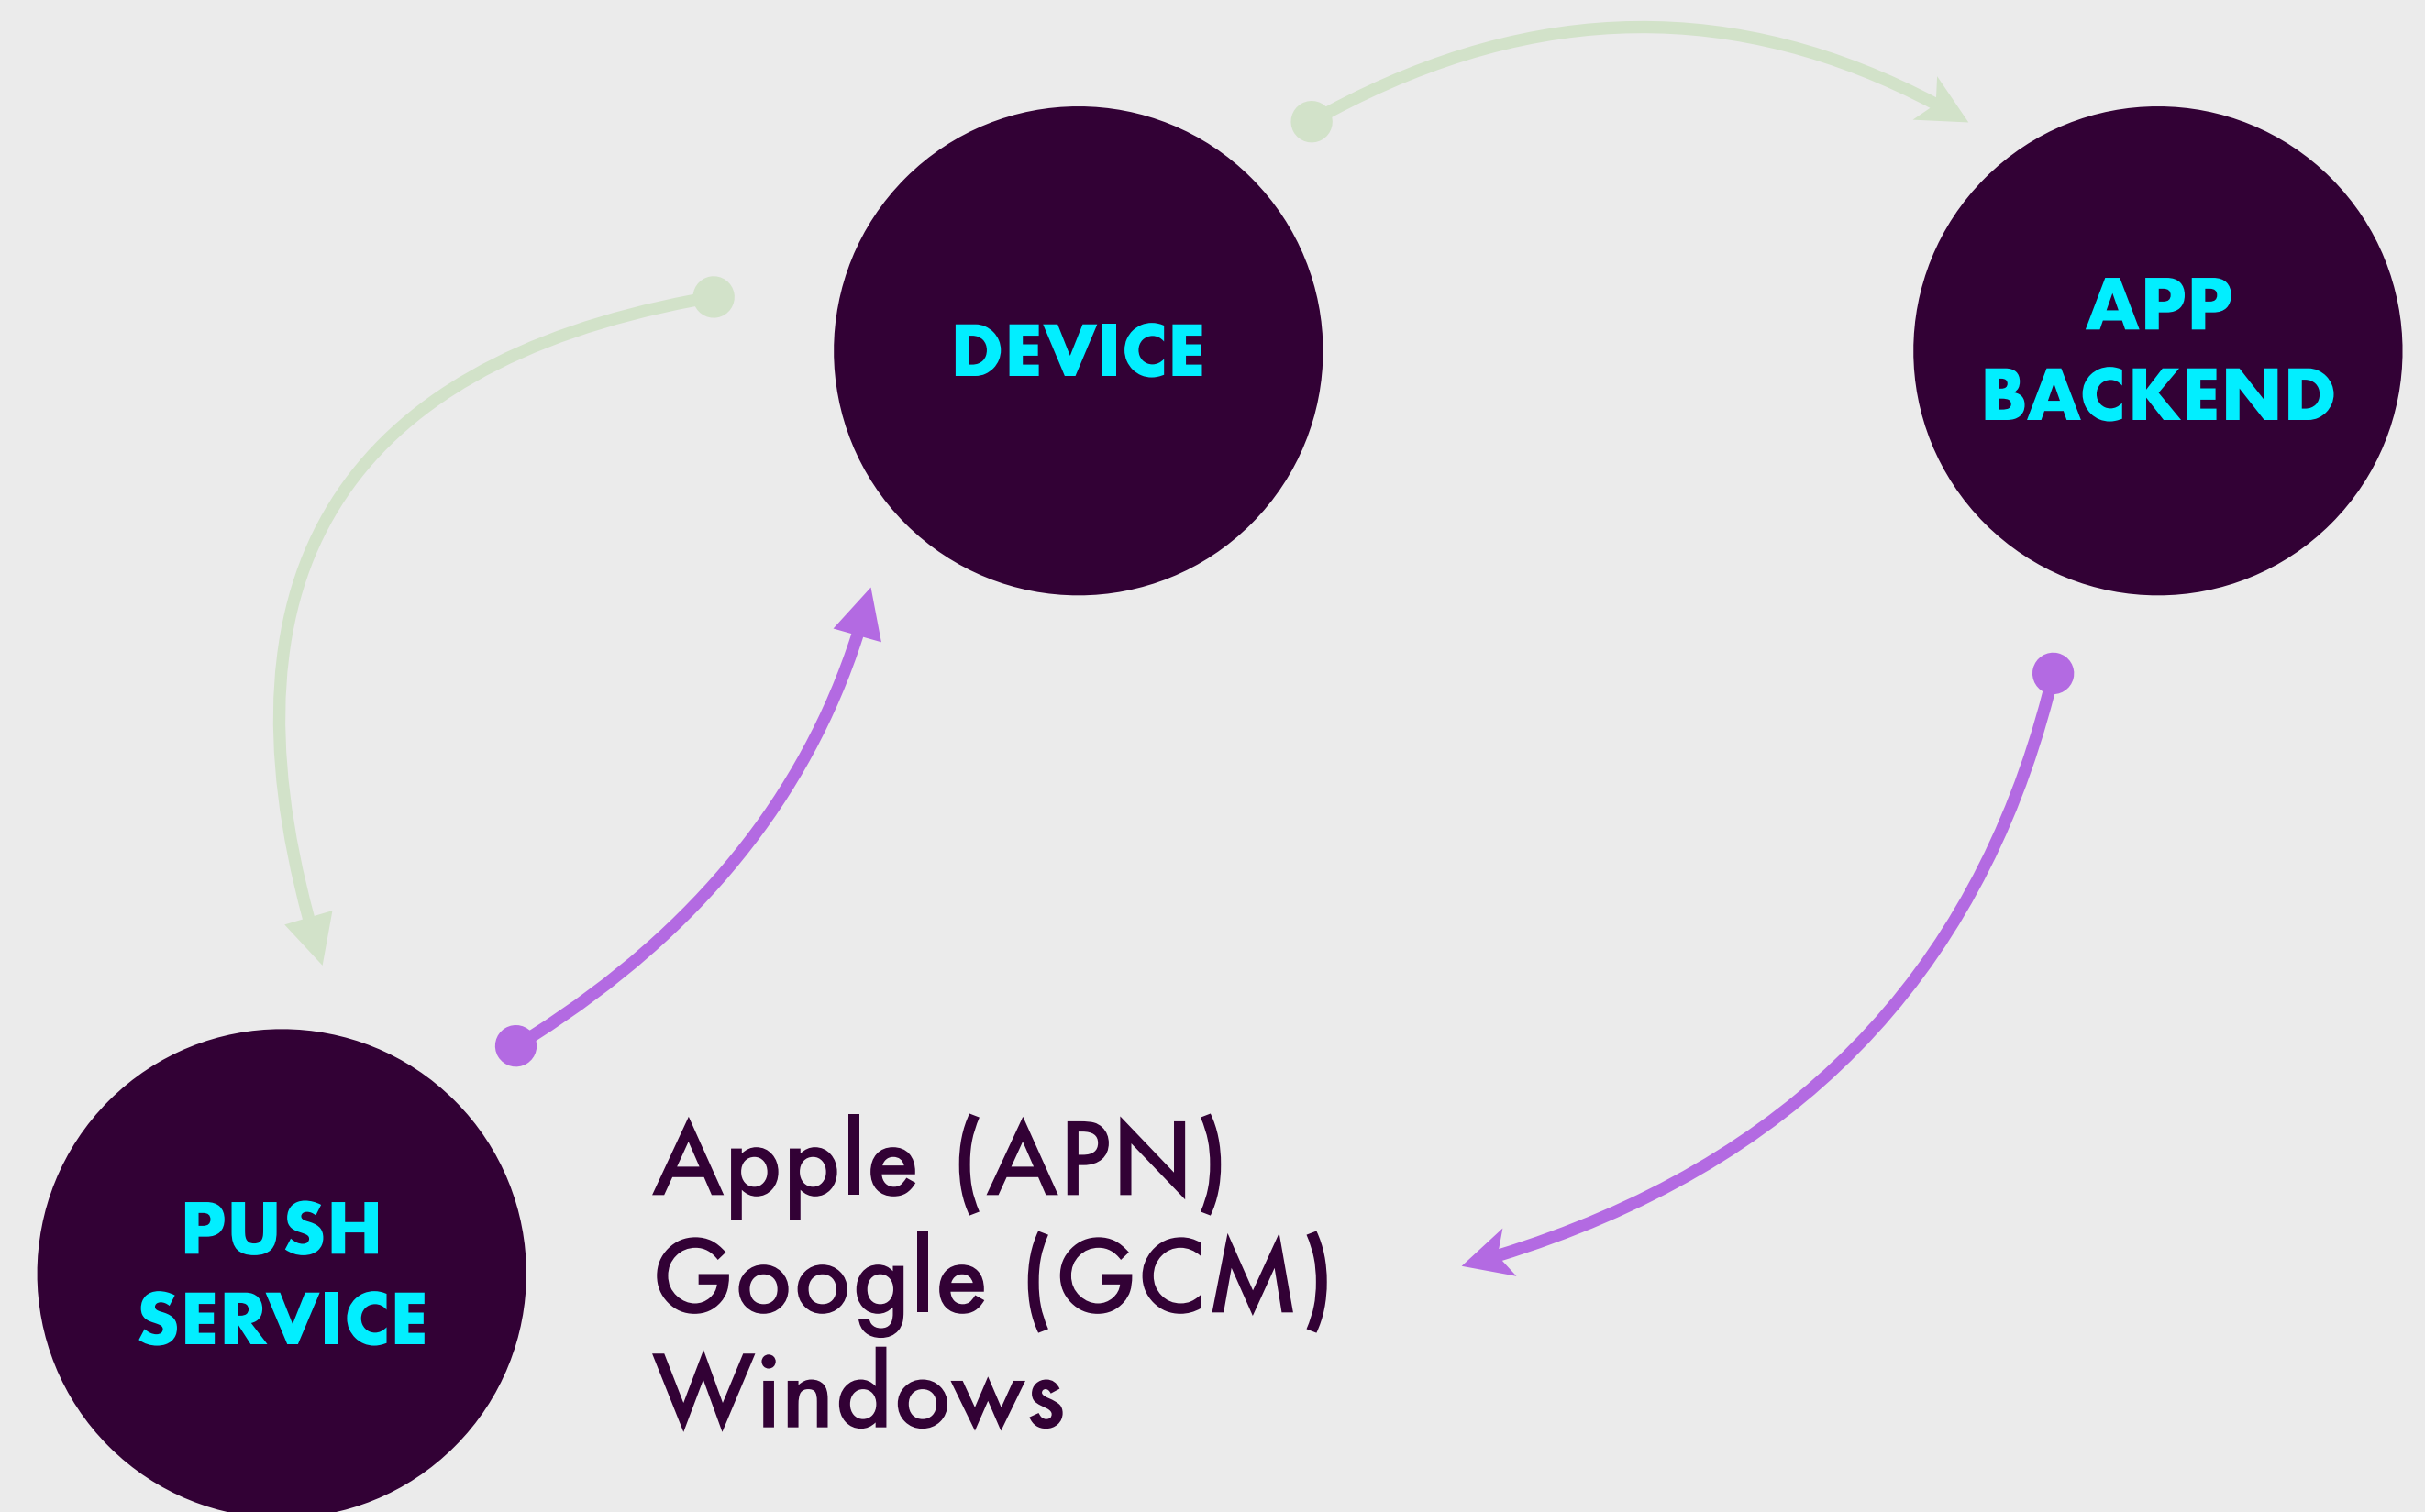 DEVICE
APP
BACKEND
PUSH
SERVICE
Apple (APN)
Google (GCM)
Windows